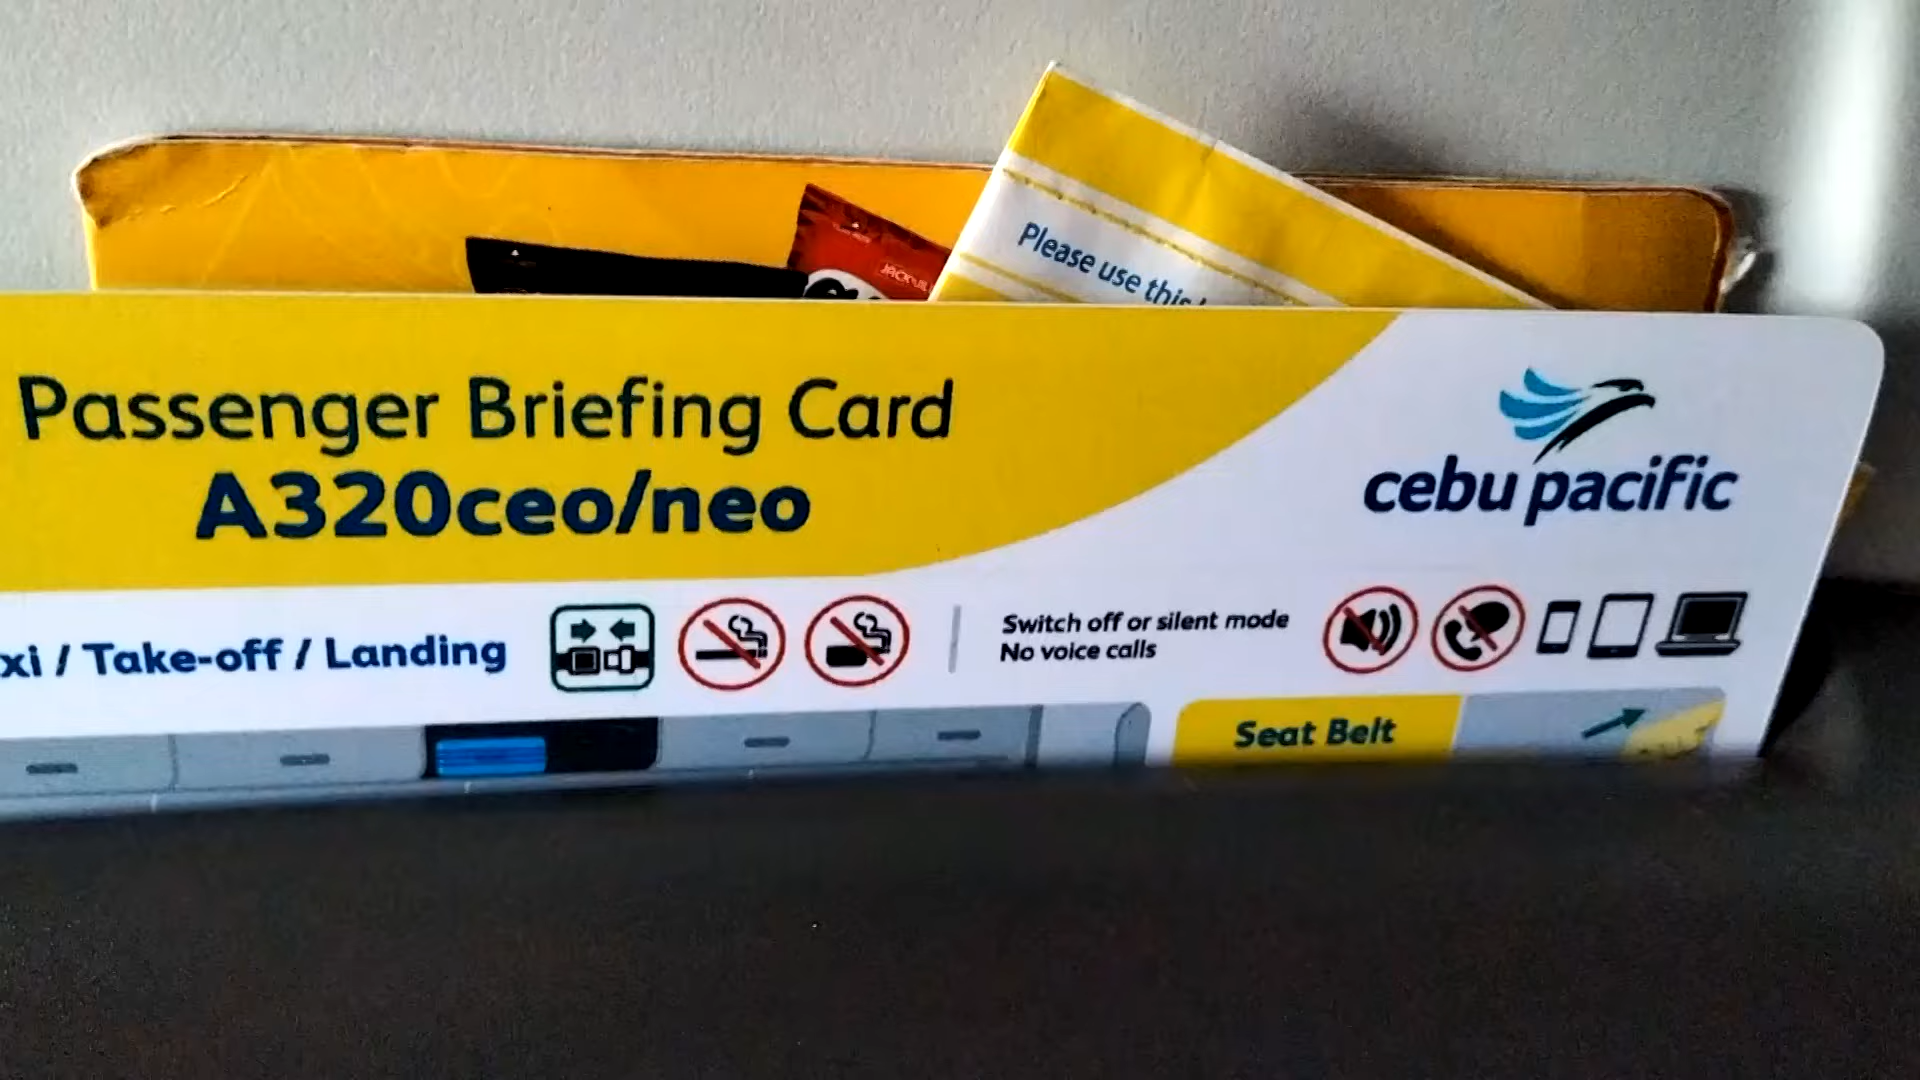 Please use this
Passenger Briefing Card
A320ceo/neo
cebu pacific
xi / Take-off / Landing
Switch off or silent mode
No voice calls
Seat Belt